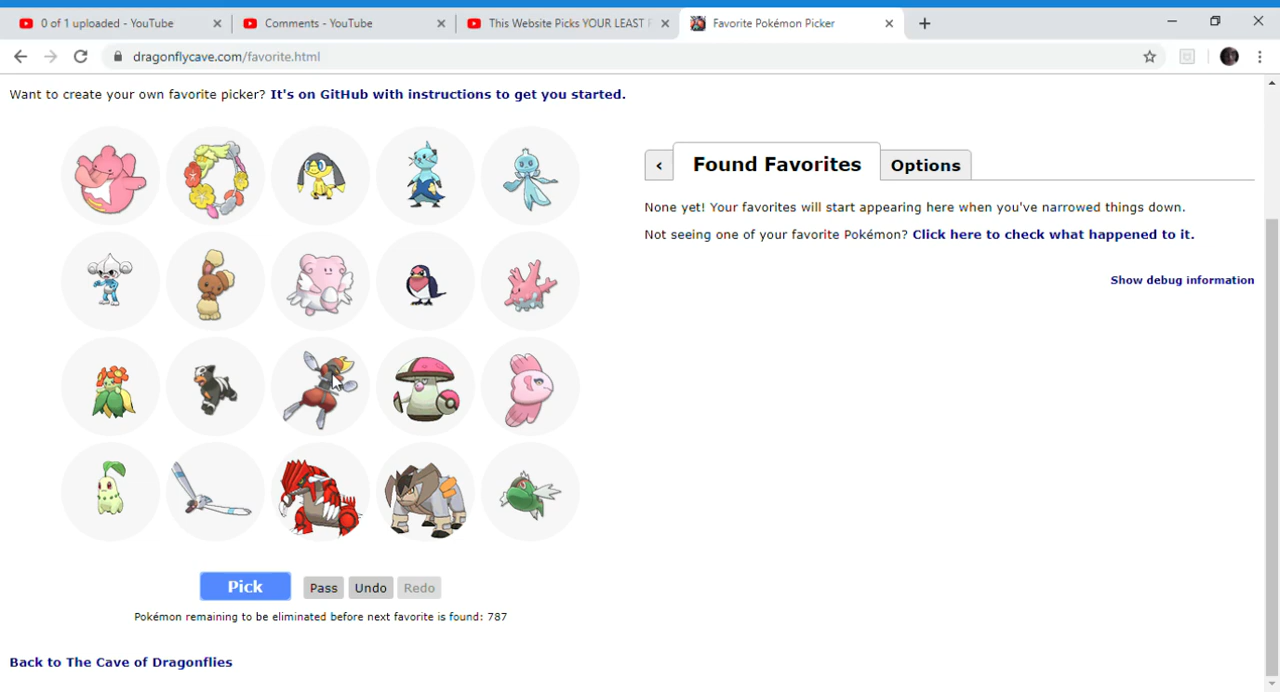 0 of 1 uploaded - YouTube
Comments - YouTube
This Website Picks YOUR LEAST F
Favorite Pokémon Picker
dragonflycave.com/favorite.html
Want to create your own favorite picker? It's on GitHub with instructions to get you started.
‹ Found Favorites Options
None yet! Your favorites will start appearing here when you've narrowed things down.
Not seeing one of your favorite Pokémon? Click here to check what happened to it.
Show debug information
Pick Pass Undo Redo
Pokémon remaining to be eliminated before next favorite is found: 787
Back to The Cave of Dragonflies